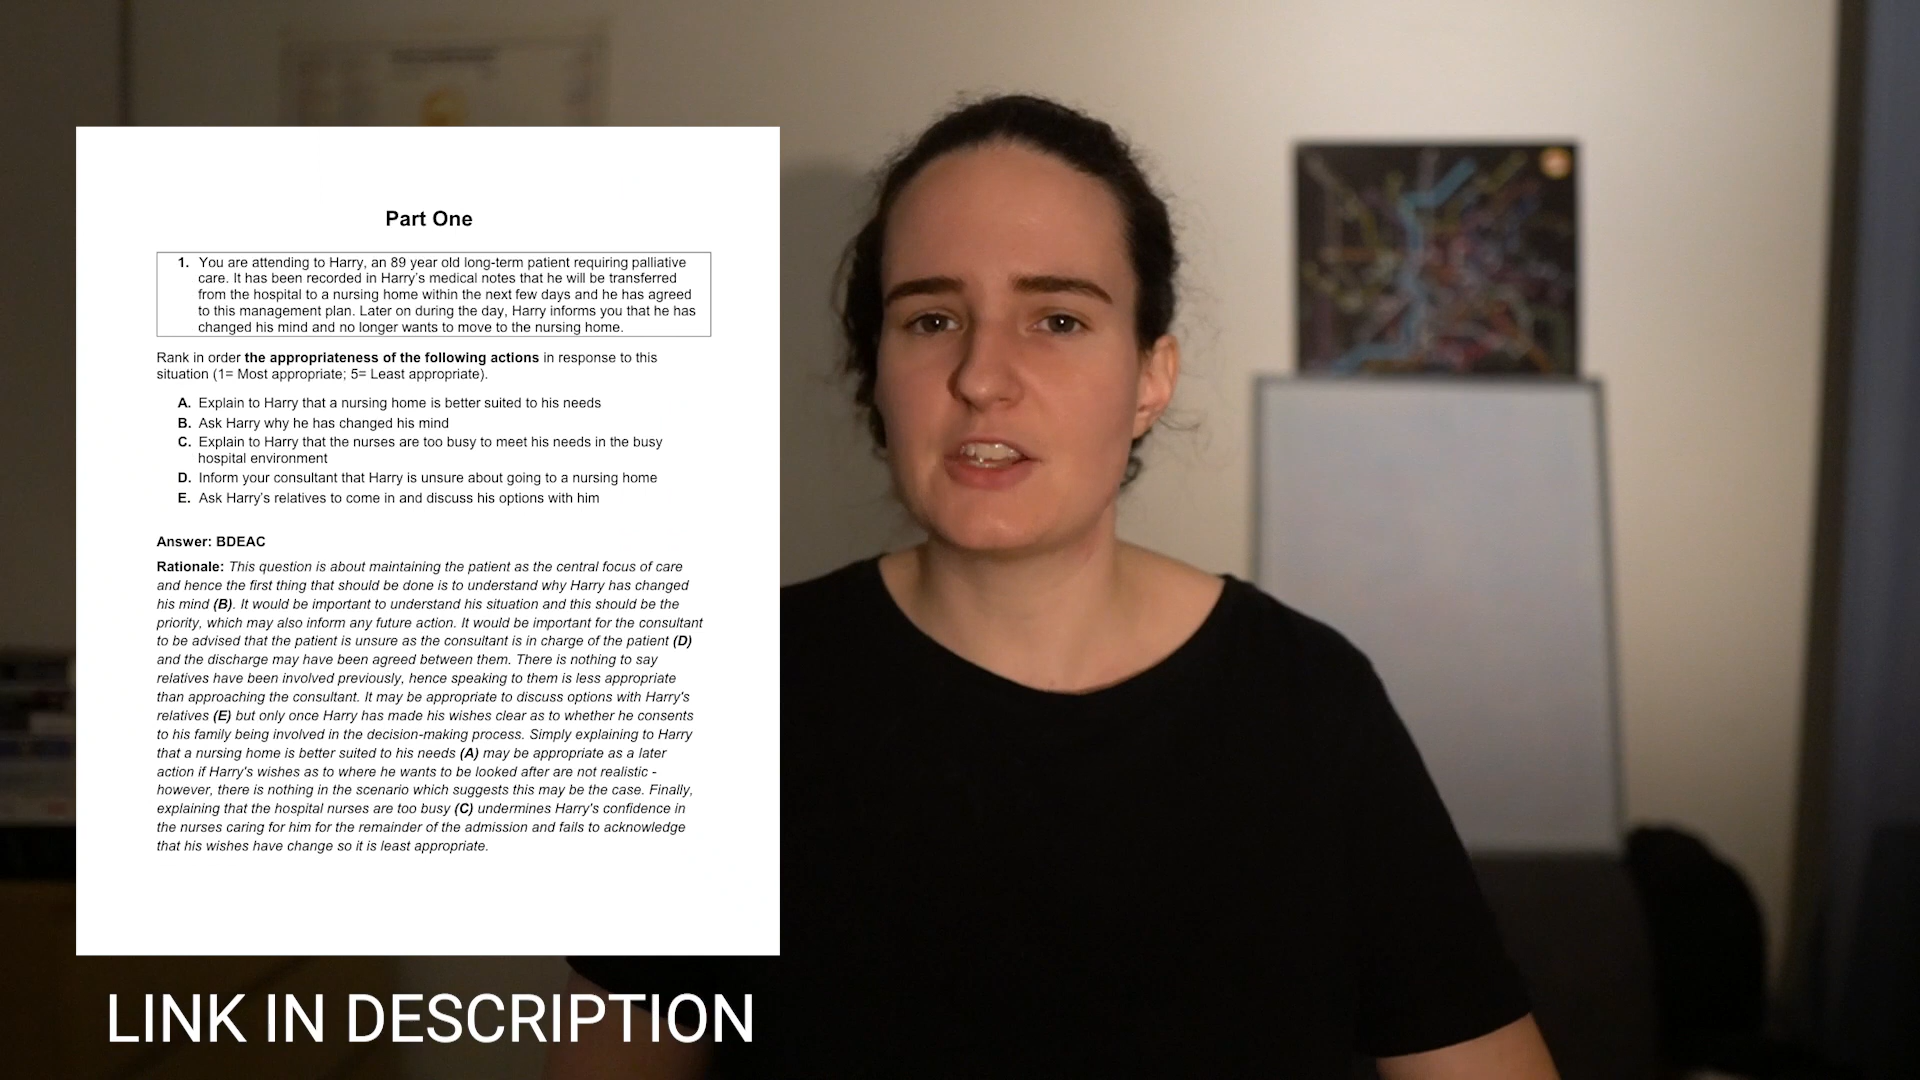 Part One
1. You are attending to Harry, an 89 year old long-term patient requiring palliative
care. It has been recorded in Harry's medical notes that he will be transferred
from the hospital to a nursing home within the next few days and he has agreed
to this management plan. Later on during the day, Harry informs you that he has
changed his mind and no longer wants to move to the nursing home.
Rank in order the appropriateness of the following actions in response to this
situation (1= Most appropriate; 5= Least appropriate).
A. Explain to Harry that a nursing home is better suited to his needs
B. Ask Harry why he has changed his mind
C. Explain to Harry that the nurses are too busy to meet his needs in the busy
hospital environment
D. Inform your consultant that Harry is unsure about going to a nursing home
E. Ask Harry's relatives to come in and discuss his options with him
Answer: BDEAC
Rationale: This question is about maintaining the patient as the central focus of care
and hence the first thing that should be done is to understand why Harry has changed
his mind (B). It would be important to understand his situation and this should be the
priority, which may also inform any future action. It would be important for the consultant
to be advised that the patient is unsure as the consultant is in charge of the patient (D)
and the discharge may have been agreed between them. There is nothing to say
relatives have been involved previously, hence speaking to them is less appropriate
than approaching the consultant. It may be appropriate to discuss options with Harry's
relatives (E) but only once Harry has made his wishes clear as to whether he consents
to his family being involved in the decision-making process. Simply explaining to Harry
that a nursing home is better suited to his needs (A) may be appropriate as a later
action if Harry's wishes as to where he wants to be looked after are not realistic -
however, there is nothing in the scenario which suggests this may be the case. Finally,
explaining that the hospital nurses are too busy (C) undermines Harry's confidence in
the nurses caring for him for the remainder of the admission and fails to acknowledge
that his wishes have change so it is least appropriate.
LINK IN DESCRIPTION